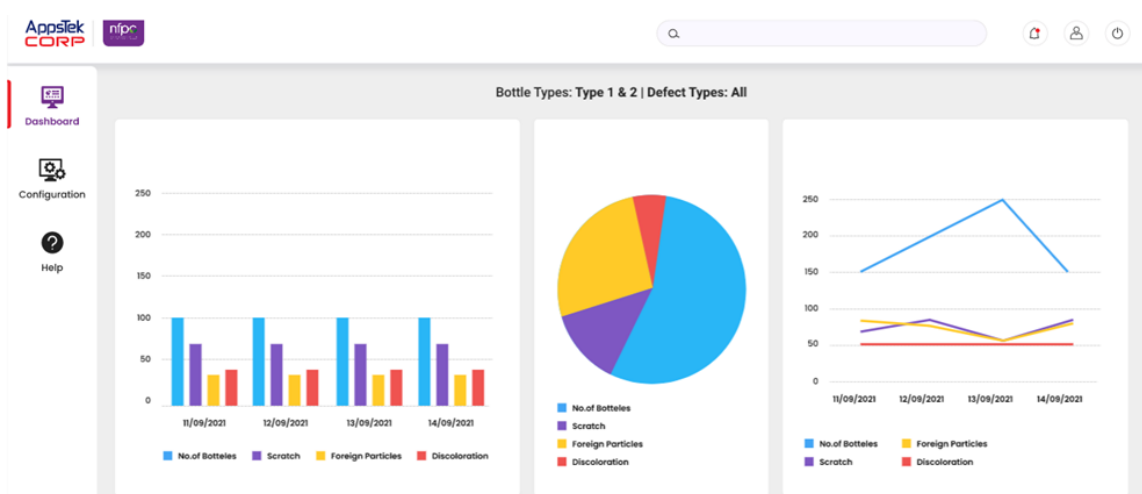 AppsTek
CORP
nfpc
Dashboard
Configuration
Help
Bottle Types: Type 1 & 2 | Defect Types: All
250
200
150
100
50
0
11/09/2021 12/09/2021 13/09/2021 14/09/2021
No.of Botteles Scratch Foreign Particles Discoloration
No.of Botteles
Scratch
Foreign Particles
Discoloration
250
200
150
100
50
0
11/09/2021 12/09/2021 13/09/2021 14/09/2021
No.of Botteles Foreign Particles
Scratch Discoloration